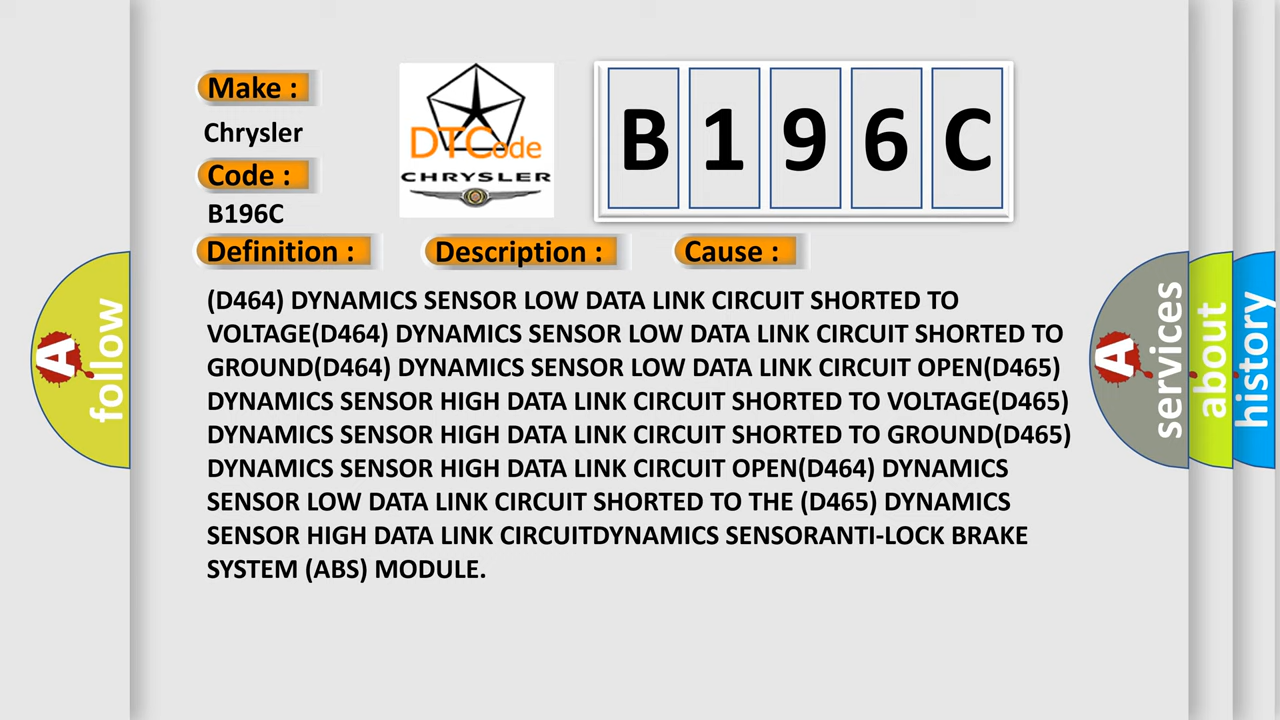 Make :
Chrysler
Code :
B196C
DTCode
CHRYSLER
B 1 9 6 C
Definition :
Description :
Cause :
(D464) DYNAMICS SENSOR LOW DATA LINK CIRCUIT SHORTED TO
VOLTAGE(D464) DYNAMICS SENSOR LOW DATA LINK CIRCUIT SHORTED TO
GROUND(D464) DYNAMICS SENSOR LOW DATA LINK CIRCUIT OPEN(D465)
DYNAMICS SENSOR HIGH DATA LINK CIRCUIT SHORTED TO VOLTAGE(D465)
DYNAMICS SENSOR HIGH DATA LINK CIRCUIT SHORTED TO GROUND(D465)
DYNAMICS SENSOR HIGH DATA LINK CIRCUIT OPEN(D464) DYNAMICS
SENSOR LOW DATA LINK CIRCUIT SHORTED TO THE (D465) DYNAMICS
SENSOR HIGH DATA LINK CIRCUITDYNAMICS SENSORANTI-LOCK BRAKE
SYSTEM (ABS) MODULE.
A follow
A services
about
history